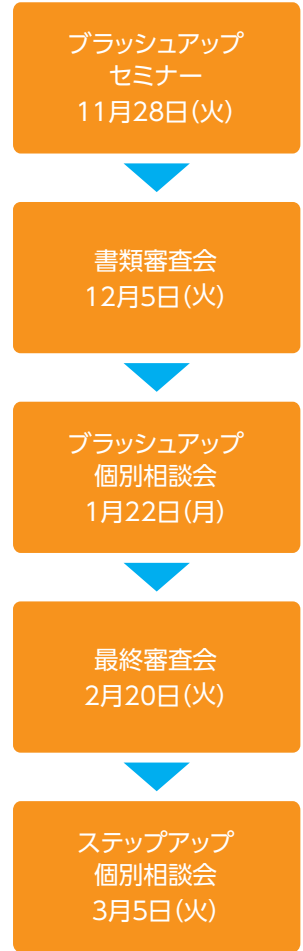 ブラッシュアップ
セミナー
11月28日(火)
書類審査会
12月5日(火)
ブラッシュアップ
個別相談会
1月22日(月)
最終審査会
2月20日(火)
ステップアップ
個別相談会
3月5日(火)